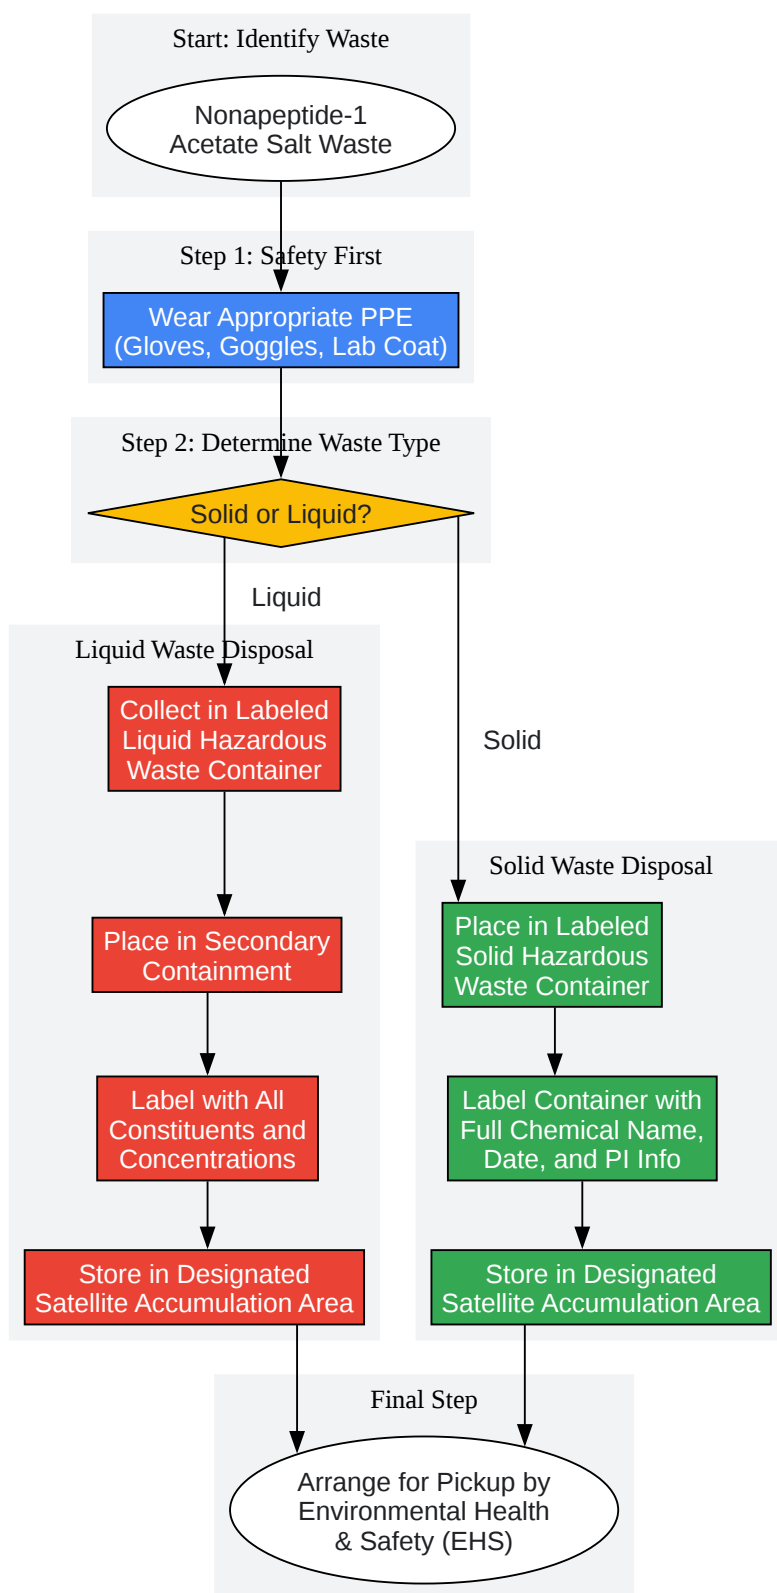 Start: Identify Waste
Nonapeptide-1
Acetate Salt Waste
Step 1: Safety First
Wear Appropriate PPE
(Gloves, Goggles, Lab Coat)
Step 2: Determine Waste Type
Solid or Liquid?
Liquid
Liquid Waste Disposal
Collect in Labeled
Liquid Hazardous
Waste Container
Place in Secondary
Containment
Label with All
Constituents and
Concentrations
Store in Designated
Satellite Accumulation Area
Solid
Solid Waste Disposal
Place in Labeled
Solid Hazardous
Waste Container
Label Container with
Full Chemical Name,
Date, and PI Info
Store in Designated
Satellite Accumulation Area
Final Step
Arrange for Pickup by
Environmental Health
& Safety (EHS)